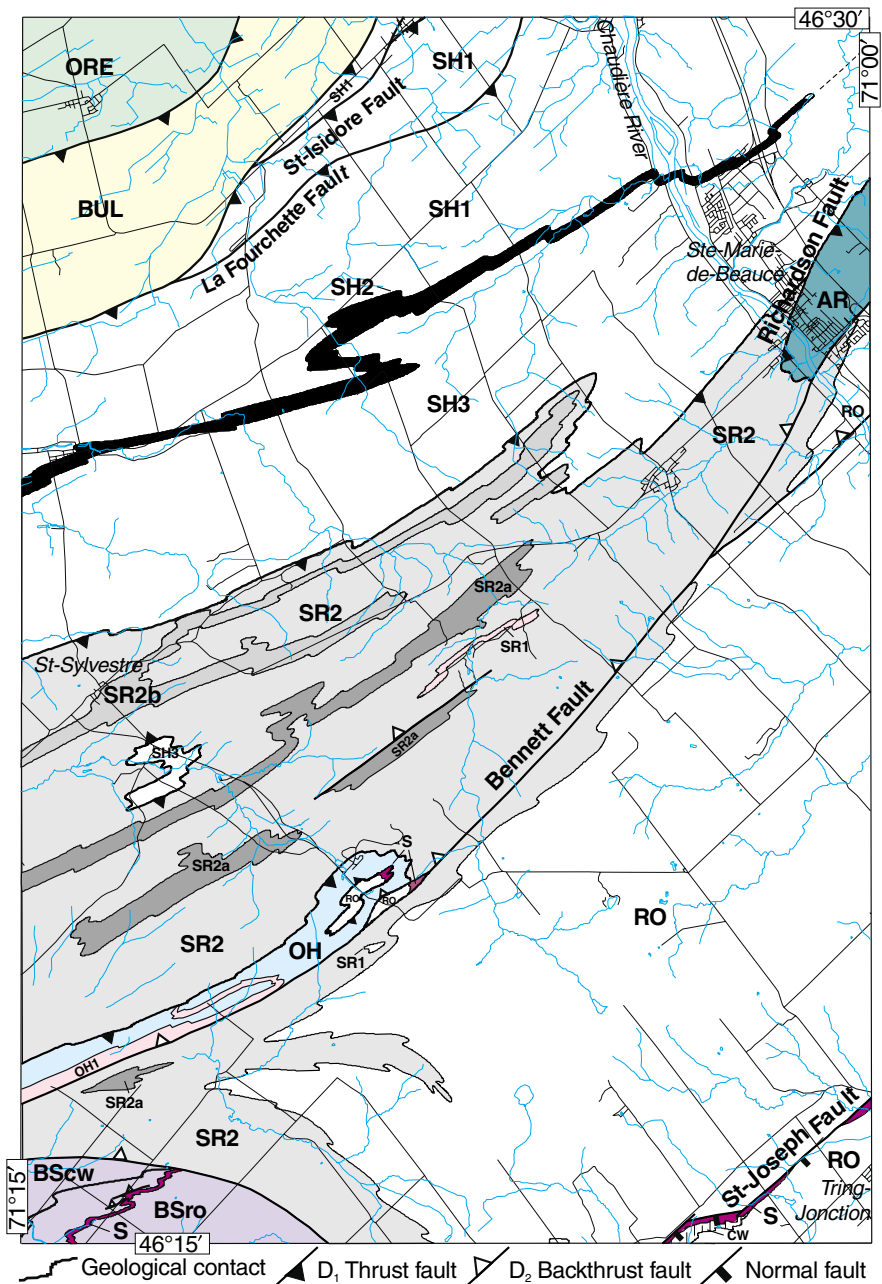 46°30′
71°00′
ORE
SH1
SH1
St-Isidore Fault
Chaudiere River
BUL
SH1
La Fourchette Fault
Ste-Marie-
de-Beauce
Richardson Fault
AR
SH2
SH3
SR2
RO
SR2a
SR2
SR1
St-Sylvestre
SR2b
SH3
SR2a
Bennett Fault
SR2a
S
RO
RO
RO
SR2
OH
SR1
OH1
SR2a
SR2
St-Joseph Fault
RO
Tring-
Jonction
BScw
BSro
S
S
cw
71°15′
46°15′
Geological contact
D1 Thrust fault
D2 Backthrust fault
Normal fault